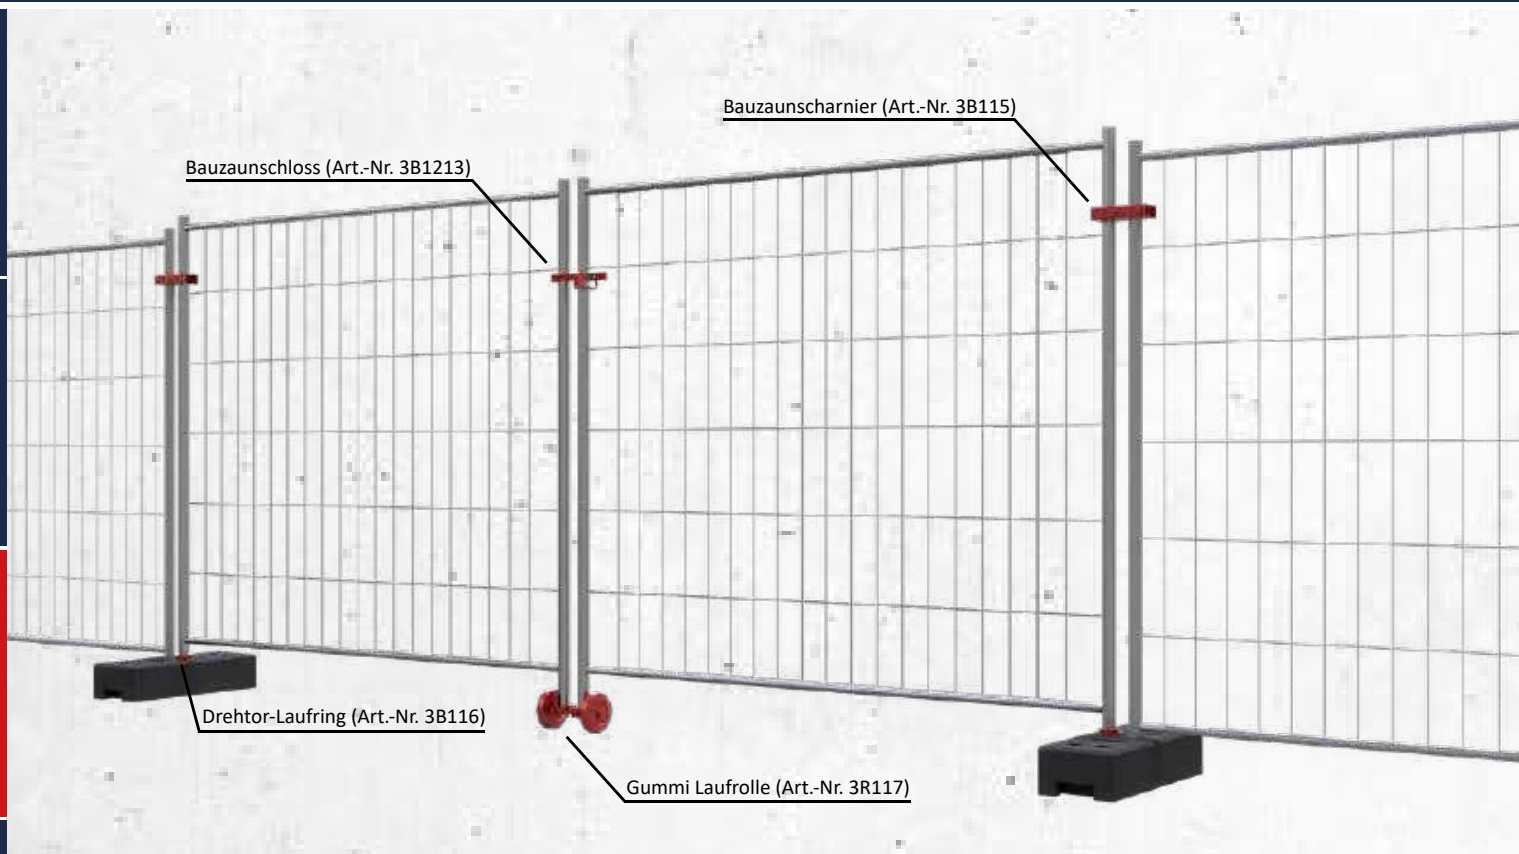 Bauzaunscharnier (Art.-Nr. 3B115)
Bauzaunschloss (Art.-Nr. 3B1213)
Drehtor-Laufring (Art.-Nr. 3B116)
Gummi Laufrolle (Art.-Nr. 3R117)